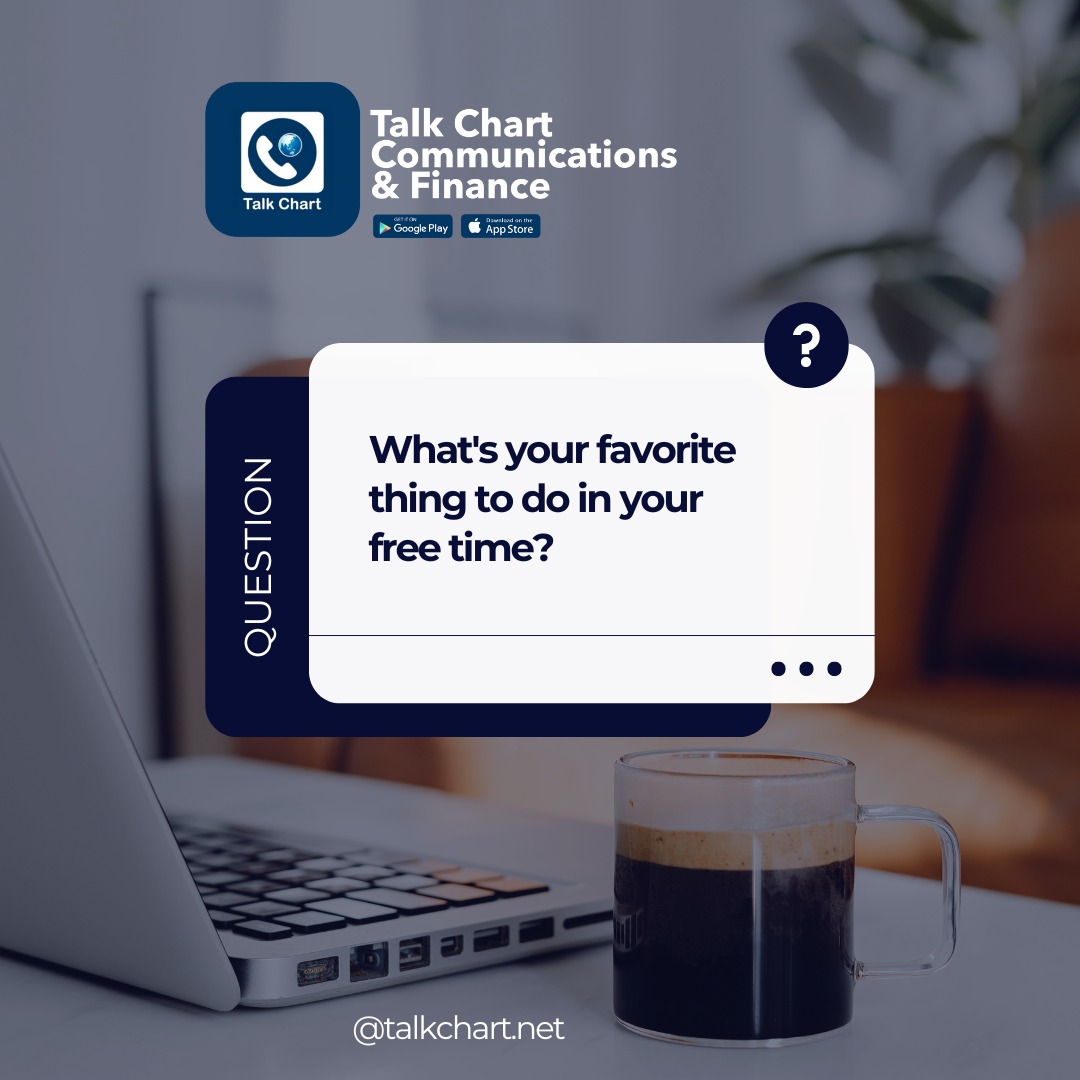 Talk Chart
Talk Chart
Communications
& Finance
GET IT ON
Google Play
Download on the
App Store
?
QUESTION
What's your favorite
thing to do in your
free time?
@talkchart.net